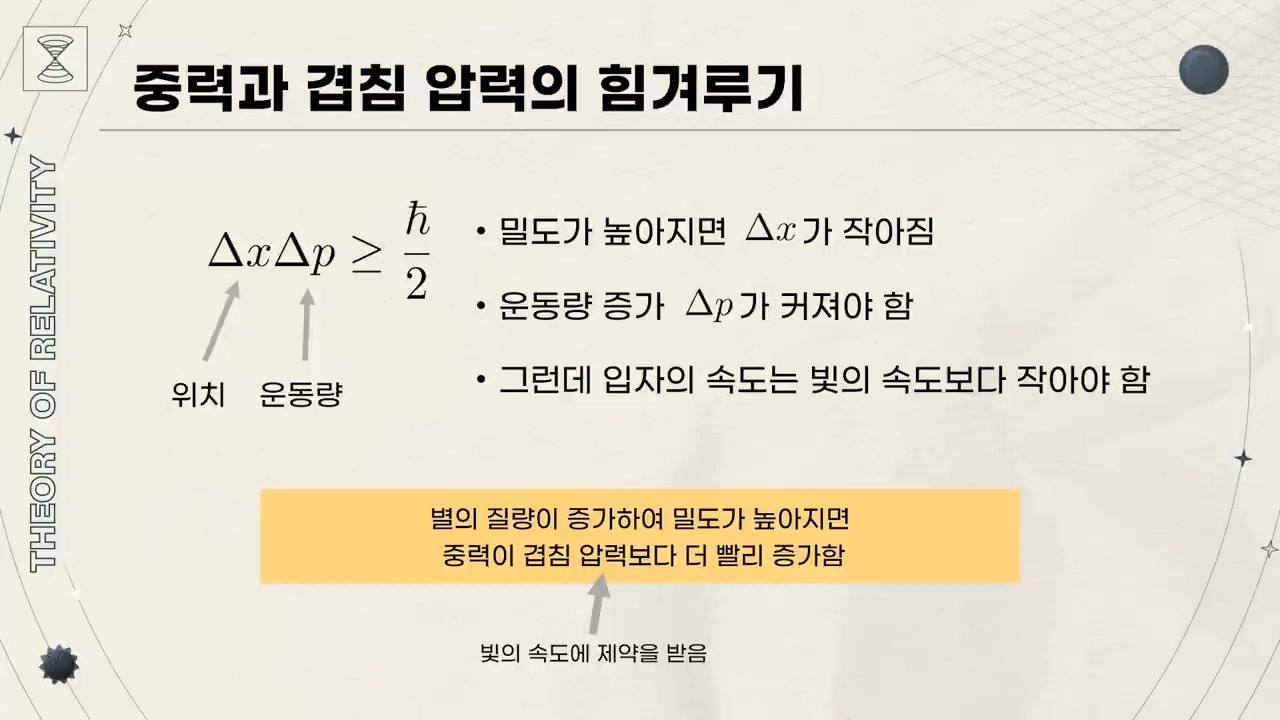 중력과 겹침 압력의 힘겨루기
THEORY OF RELATIVITY
ΔxΔp ≥ ħ/2
위치 운동량
• 밀도가 높아지면 Δx가 작아짐
• 운동량 증가 Δp가 커져야 함
• 그런데 입자의 속도는 빛의 속도보다 작아야 함
별의 질량이 증가하여 밀도가 높아지면
중력이 겹침 압력보다 더 빨리 증가함
빛의 속도에 제약을 받음